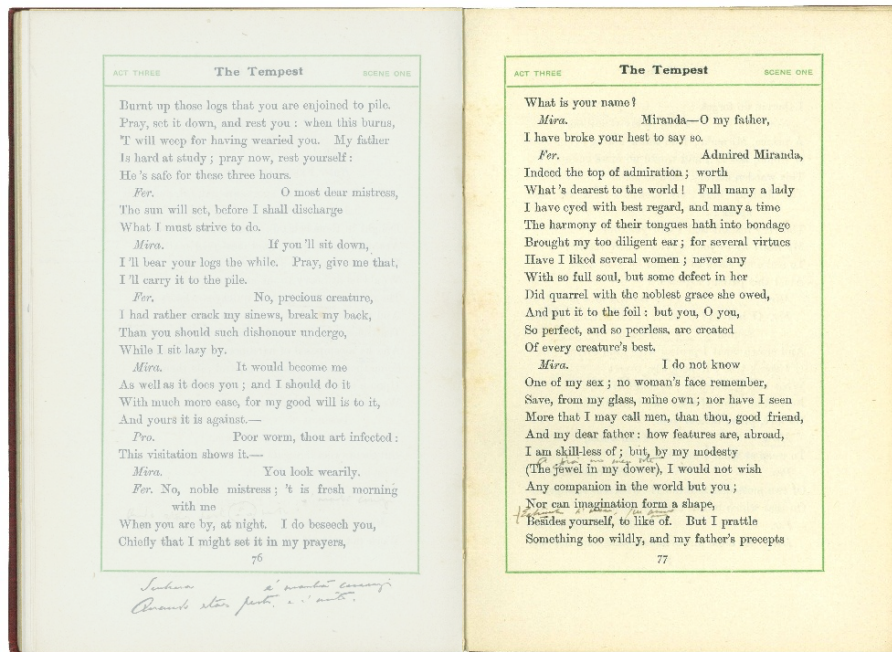 ACT THREE The Tempest SCENE ONE
Burnt up those logs that you are enjoined to pile.
Pray, set it down, and rest you : when this burns,
'T will weep for having wearied you. My father
Is hard at study ; pray now, rest yourself :
He 's safe for these three hours.
Fer. O most dear mistress,
The sun will set, before I shall discharge
What I must strive to do.
Mira. If you 'll sit down,
I 'll bear your logs the while. Pray, give me that,
I 'll carry it to the pile.
Fer. No, precious creature,
I had rather crack my sinews, break my back,
Than you should such dishonour undergo,
While I sit lazy by.
Mira. It would become me
As well as it does you ; and I should do it
With much more ease, for my good will is to it,
And yours it is against.—
Pro. Poor worm, thou art infected :
This visitation shows it.—
Mira. You look wearily.
Fer. No, noble mistress ; 't is fresh morning
with me
When you are by, at night. I do beseech you,
Chiefly that I might set it in my prayers,
76
Senhora é manhã
Quando estás perto, e é noite.
ACT THREE The Tempest SCENE ONE
What is your name?
Mira. Miranda—O my father,
I have broke your hest to say so.
Fer. Admired Miranda,
Indeed the top of admiration ; worth
What 's dearest to the world ! Full many a lady
I have eyed with best regard, and many a time
The harmony of their tongues hath into bondage
Brought my too diligent ear ; for several virtues
Have I liked several women ; never any
With so full soul, but some defect in her
Did quarrel with the noblest grace she owed,
And put it to the foil : but you, O you,
So perfect, and so peerless, are created
Of every creature's best.
Mira. I do not know
One of my sex ; no woman's face remember,
Save, from my glass, mine own ; nor have I seen
More that I may call men, than thou, good friend,
And my dear father : how features are, abroad,
I am skill-less of ; but, by my modesty
(The jewel in my dower), I would not wish
Any companion in the world but you ;
Nor can imagination form a shape,
Besides yourself, to like of. But I prattle
Something too wildly, and my father's precepts
77